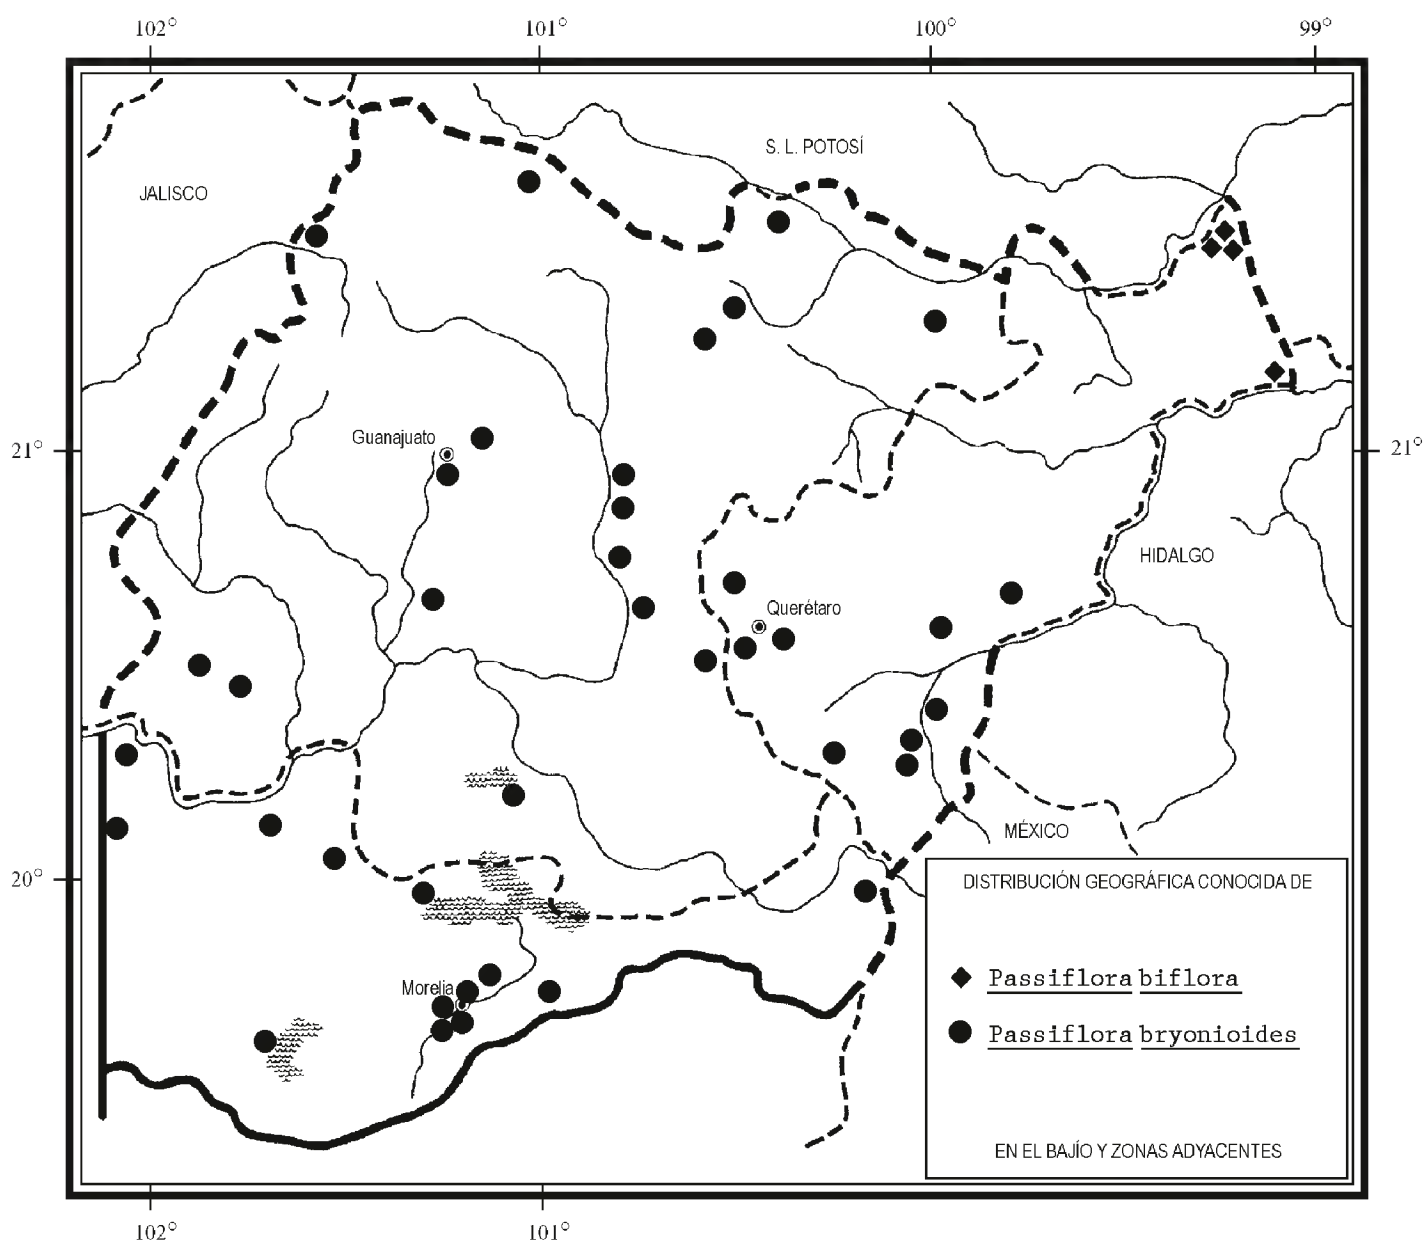 102° 101° 100° 99°
S. L. POTOSÍ
JALISCO
Guanajuato
21° 21°
HIDALGO
Querétaro
MÉXICO
20°
DISTRIBUCIÓN GEOGRÁFICA CONOCIDA DE
Passiflora biflora
Morelia
Passiflora bryonioides
EN EL BAJÍO Y ZONAS ADYACENTES
102° 101°